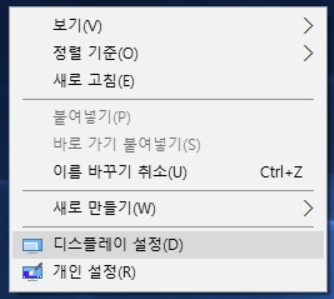 보기(V)
정렬 기준(O)
새로 고침(E)
붙여넣기(P)
바로 가기 붙여넣기(S)
이름 바꾸기 취소(U) Ctrl+Z
새로 만들기(W)
디스플레이 설정(D)
개인 설정(R)